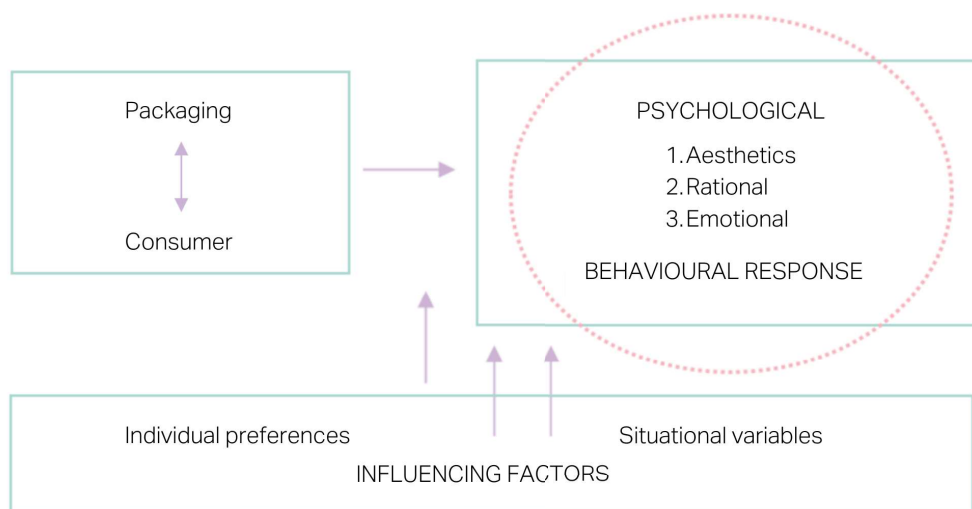 Packaging
Consumer
PSYCHOLOGICAL
1. Aesthetics
2. Rational
3. Emotional
BEHAVIOURAL RESPONSE
Individual preferences
Situational variables
INFLUENCING FACTORS